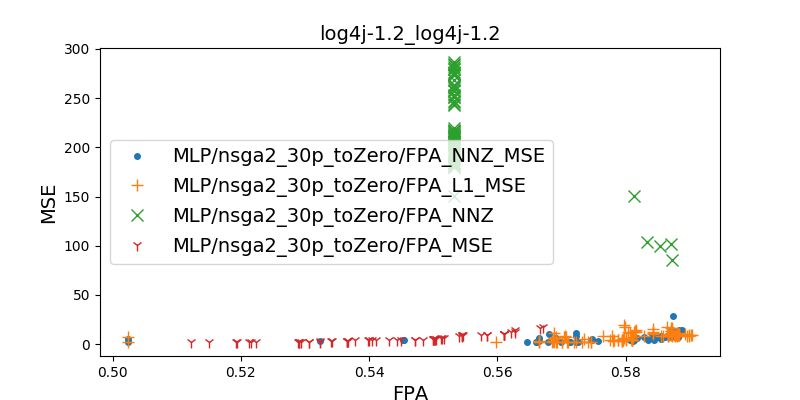 log4j-1.2_log4j-1.2
300
250
200
150
100
50
0
MSE
MLP/nsga2_30p_toZero/FPA_NNZ_MSE
MLP/nsga2_30p_toZero/FPA_L1_MSE
MLP/nsga2_30p_toZero/FPA_NNZ
MLP/nsga2_30p_toZero/FPA_MSE
0.50 0.52 0.54 0.56 0.58
FPA